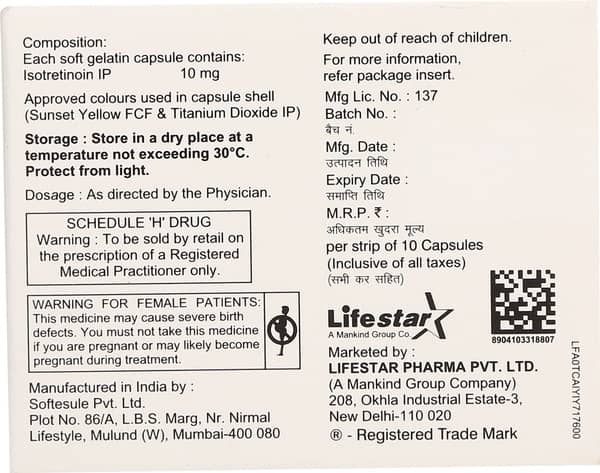 Composition:
Each soft gelatin capsule contains:
Isotretinoin IP 10 mg
Approved colours used in capsule shell
(Sunset Yellow FCF & Titanium Dioxide IP)
Storage : Store in a dry place at a
temperature not exceeding 30°C.
Protect from light.
Dosage : As directed by the Physician.
SCHEDULE 'H' DRUG
Warning : To be sold by retail on
the prescription of a Registered
Medical Practitioner only.
WARNING FOR FEMALE PATIENTS:
This medicine may cause severe birth
defects. You must not take this medicine
if you are pregnant or may likely become
pregnant during treatment.
Manufactured in India by :
Softesule Pvt. Ltd.
Plot No. 86/A, L.B.S. Marg, Nr. Nirmal
Lifestyle, Mulund (W), Mumbai-400 080
Keep out of reach of children.
For more information,
refer package insert.
Mfg Lic. No. : 137
Batch No. :
बैच नं.
Mfg. Date :
उत्पादन तिथि
Expiry Date :
समाप्ति तिथि
M.R.P. ₹ :
अधिकतम खुदरा मूल्य
per strip of 10 Capsules
(Inclusive of all taxes)
(सभी कर सहित)
Lifestar
A Mankind Group Co.
8904103318807
Marketed by :
LIFESTAR PHARMA PVT. LTD.
(A Mankind Group Company)
208, Okhla Industrial Estate-3,
New Delhi-110 020
® - Registered Trade Mark
LFA0TCAIYIY717600